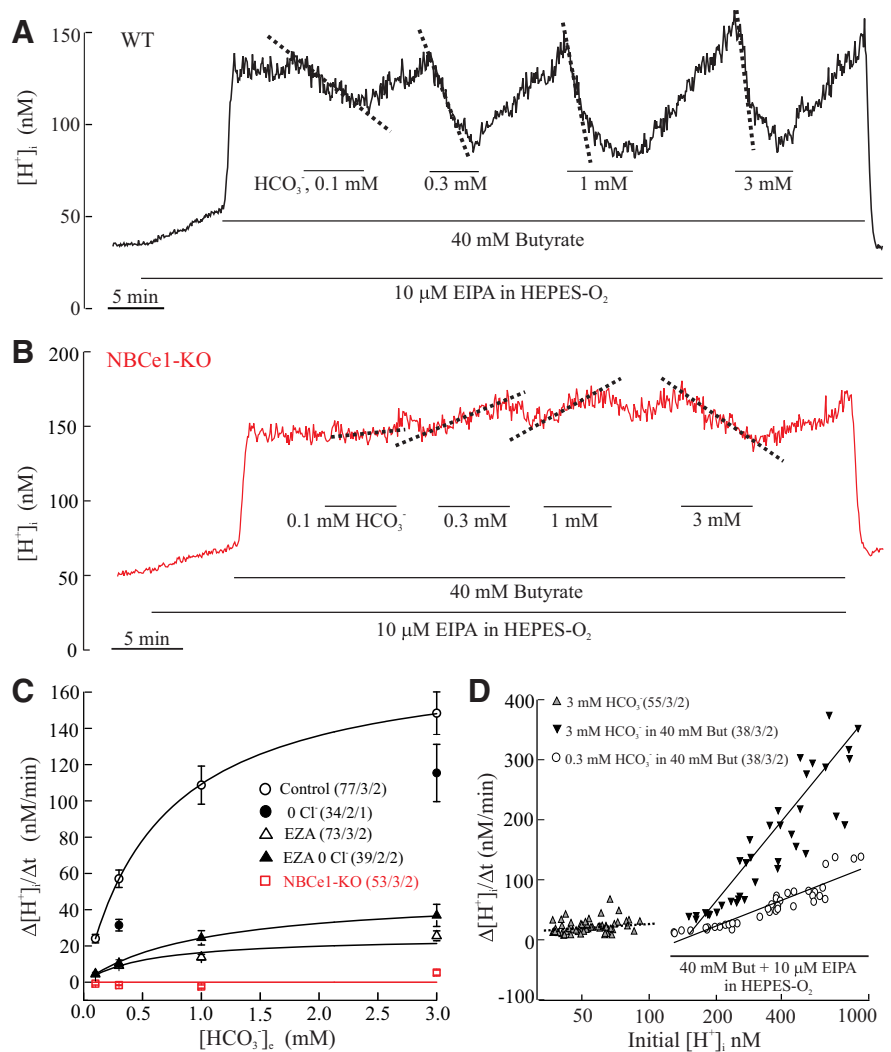 A
WT
150
100
50
0
[H⁺]ᵢ (nM)
HCO₃⁻, 0.1 mM
0.3 mM
1 mM
3 mM
40 mM Butyrate
10 μM EIPA in HEPES-O₂
5 min
B
NBCe1-KO
200
150
100
50
0
[H⁺]ᵢ (nM)
0.1 mM HCO₃⁻
0.3 mM
1 mM
3 mM
40 mM Butyrate
10 μM EIPA in HEPES-O₂
5 min
C
160
140
120
100
80
60
40
20
0
Δ[H⁺]ᵢ/Δt (nM/min)
Control (77/3/2)
0 Cl⁻(34/2/1)
EZA (73/3/2)
EZA 0 Cl⁻(39/2/2)
NBCe1-KO (53/3/2)
0.0 0.5 1.0 1.5 2.0 2.5 3.0
[HCO₃⁻]ₑ (mM)
D
400
300
200
100
0
-100
Δ[H⁺]ᵢ/Δt (nM/min)
3 mM HCO₃⁻(55/3/2)
3 mM HCO₃⁻ in 40 mM But (38/3/2)
0.3 mM HCO₃⁻ in 40 mM But (38/3/2)
40 mM But + 10 μM EIPA
in HEPES-O₂
50 100 200 400 1000
Initial [H⁺]ᵢ nM